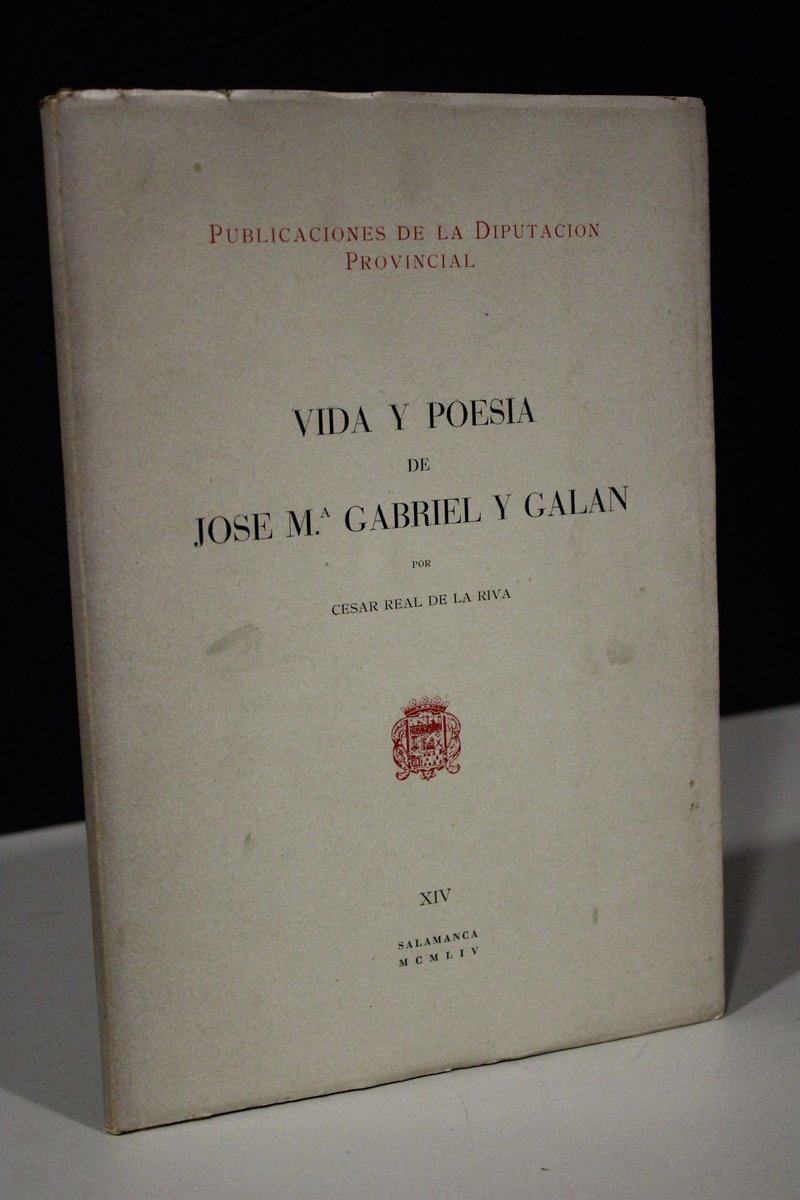 PUBLICACIONES DE LA DIPUTACION
PROVINCIAL
VIDA Y POESIA
DE
JOSE M.ª GABRIEL Y GALAN
POR
CESAR REAL DE LA RIVA
XIV
SALAMANCA
MCMLIV